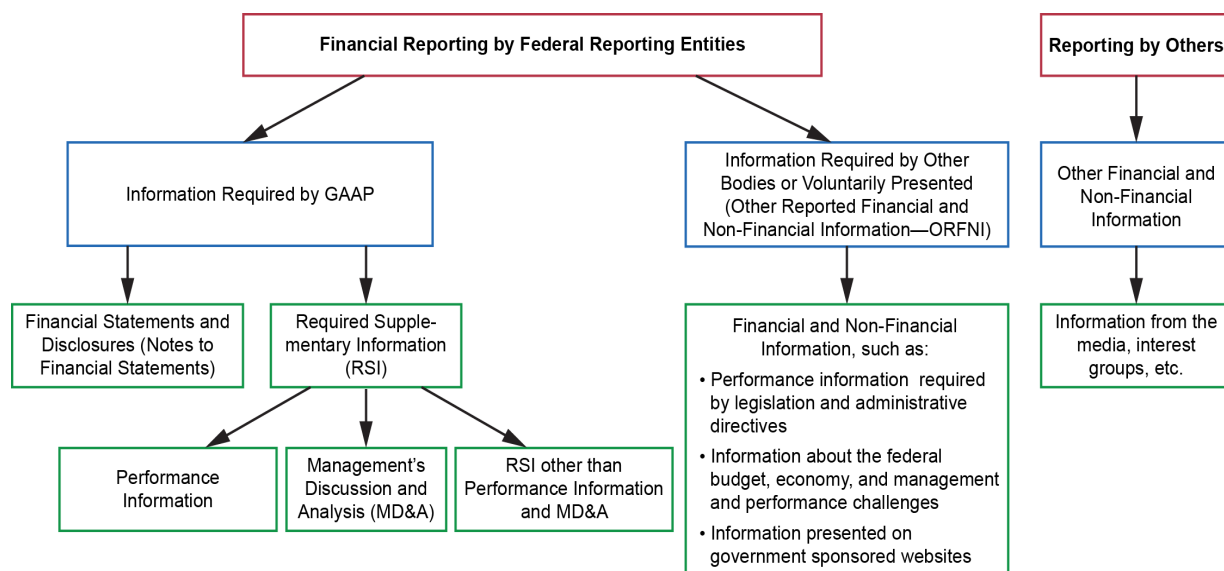 Financial Reporting by Federal Reporting Entities
Reporting by Others
Information Required by GAAP
Information Required by Other
Bodies or Voluntarily Presented
(Other Reported Financial and
Non-Financial Information—ORFNI)
Other Financial and
Non-Financial
Information
Financial Statements and
Disclosures (Notes to
Financial Statements)
Required Supple-
mentary Information
(RSI)
Financial and Non-Financial
Information, such as:
• Performance information required
by legislation and administrative
directives
• Information about the federal
budget, economy, and management
and performance challenges
• Information presented on
government sponsored websites
Information from the
media, interest
groups, etc.
Performance
Information
Management’s
Discussion and
Analysis (MD&A)
RSI other than
Performance Information
and MD&A